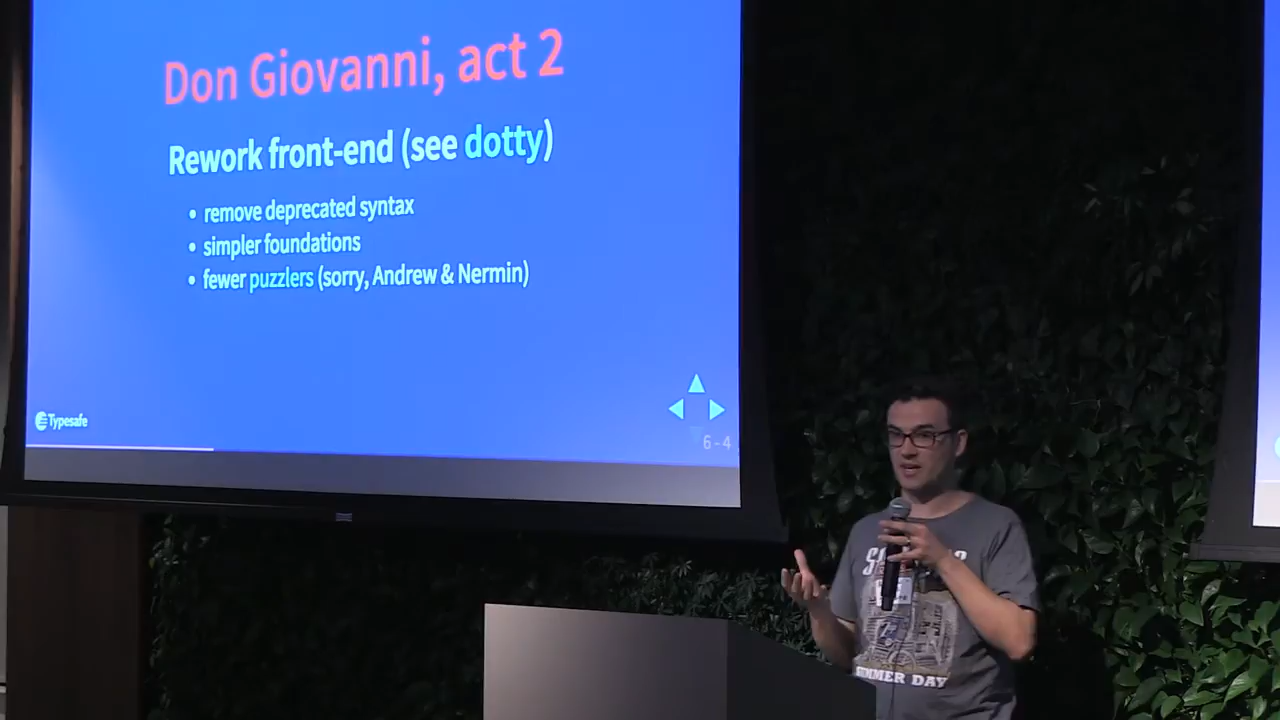 Don Giovanni, act 2
Rework front-end (see dotty)
• remove deprecated syntax
• simpler foundations
• fewer puzzlers (sorry, Andrew & Nermin)
Typesafe
6-4
SUMMER DAY